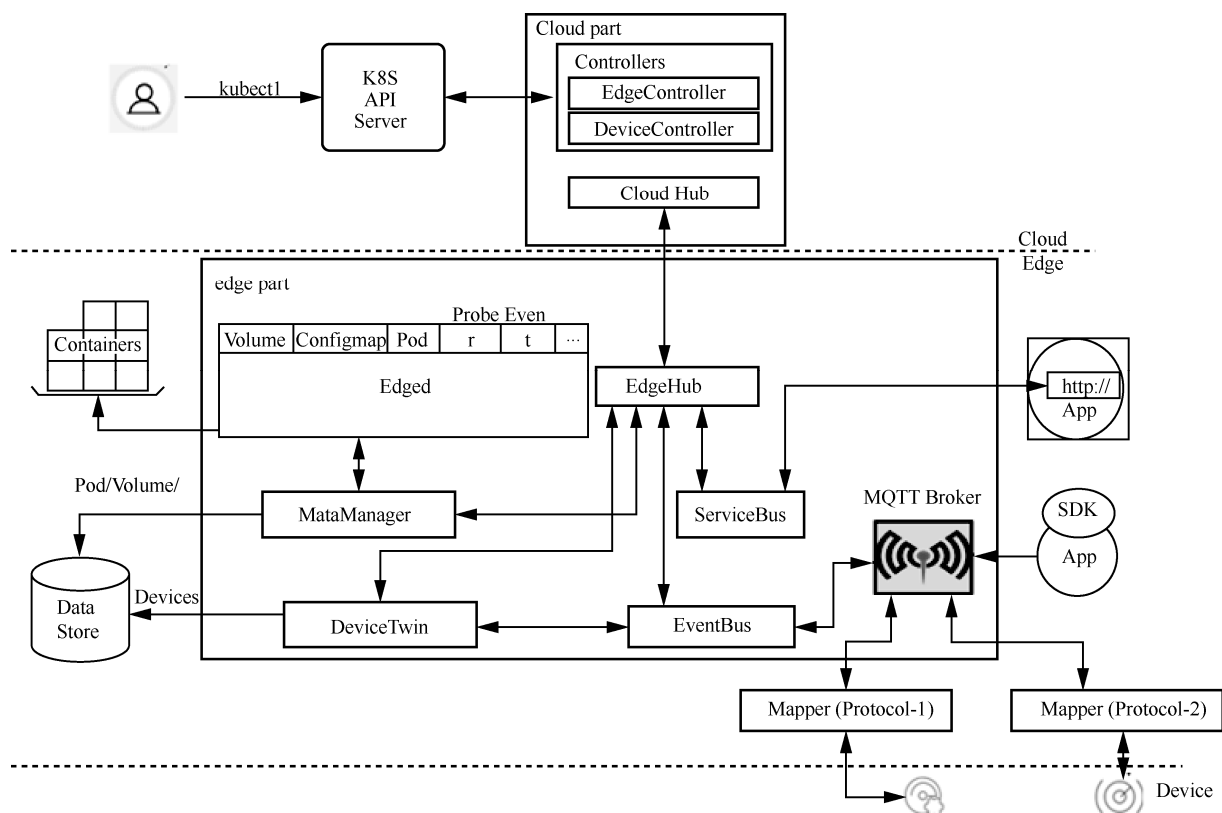 Cloud part
Controllers
EdgeController
DeviceController
Cloud Hub
kubect1
K8S
API
Server
Cloud
Edge
edge part
Probe Even
Volume Configmap Pod r t ...
Edged
Containers
EdgeHub
http://
App
Pod/Volume/
MataManager
ServiceBus
MQTT Broker
SDK
App
Data
Store
Devices
DeviceTwin
EventBus
Mapper (Protocol-1)
Mapper (Protocol-2)
Device